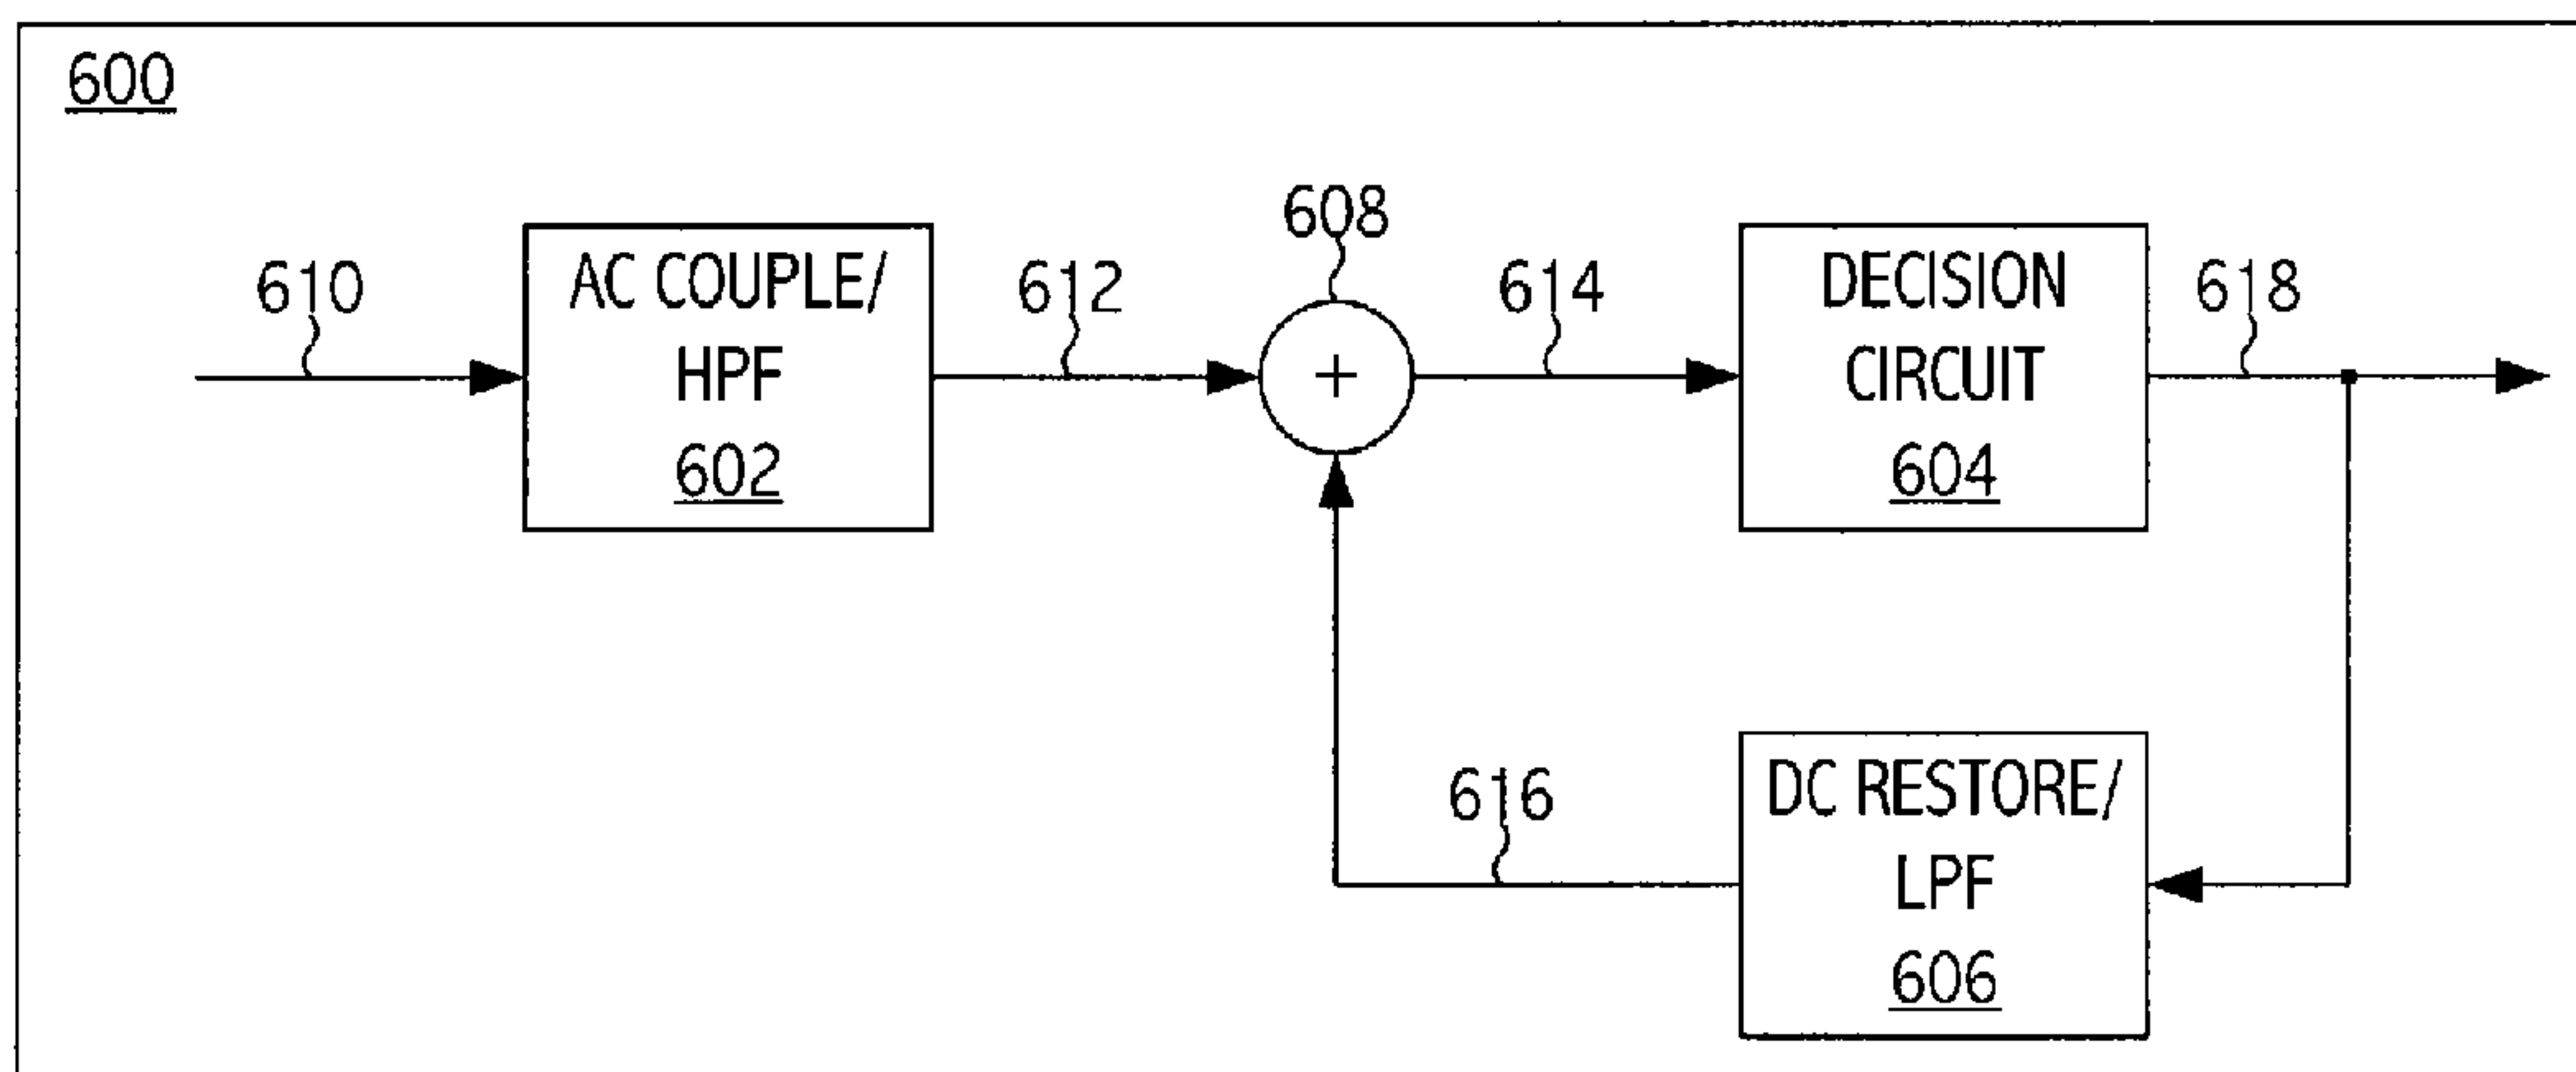 600
608
610
AC COUPLE/
HPF
602
612
+
614
DECISION
CIRCUIT
604
618
616
DC RESTORE/
LPF
606